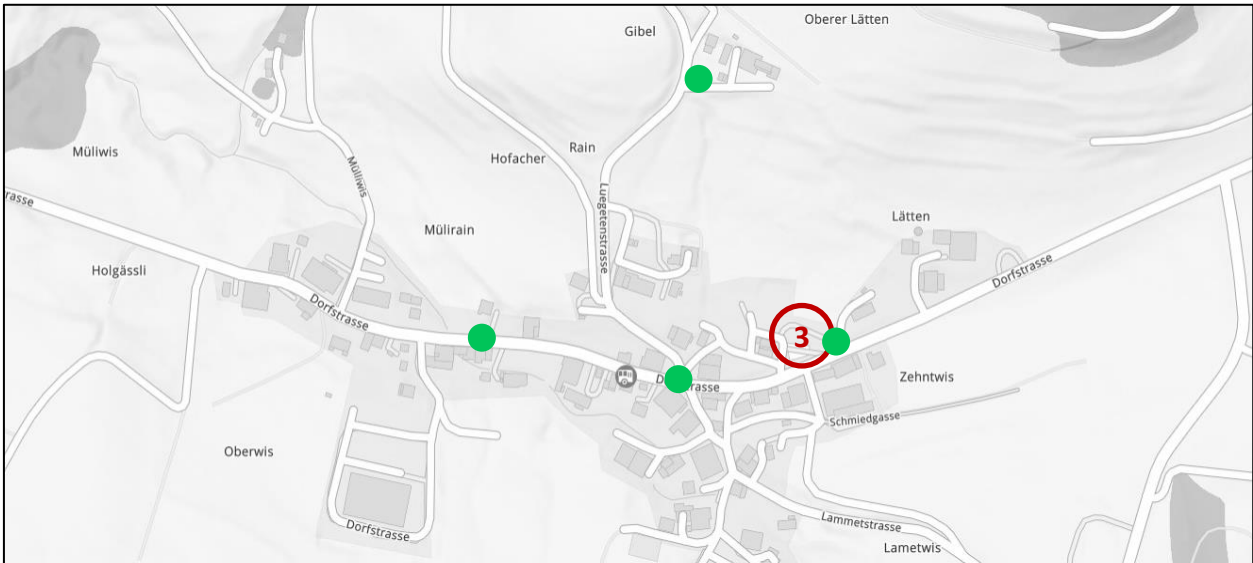 Gibel
Oberer Lätten
Müliwis
Hofacher
Rain
Müliwis
Luegetenstrasse
Lätten
Mülirain
rasse
Holgässli
Dorfstrasse
Dorfstrasse
3
Zehntwis
D rasse
Schmiedgasse
Oberwis
Dorfstrasse
Lammetstrasse
Lametwis